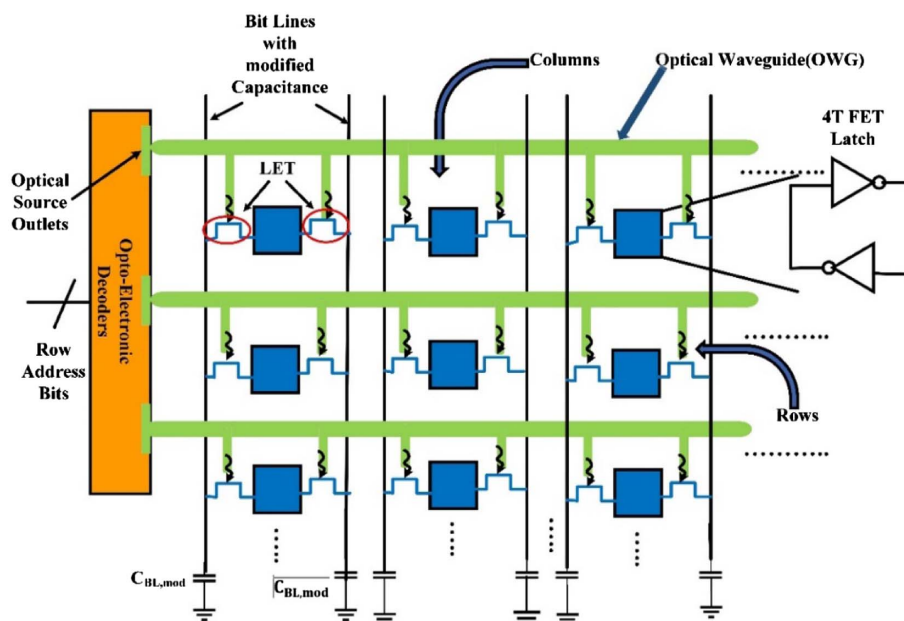 Bit Lines
with
modified
Capacitance
Columns
Optical Waveguide(OWG)
4T FET
Latch
Optical
Source
Outlets
LET
Opto-Electronic
Decoders
Row
Address
Bits
Rows
C_BL,mod
C_BL,mod